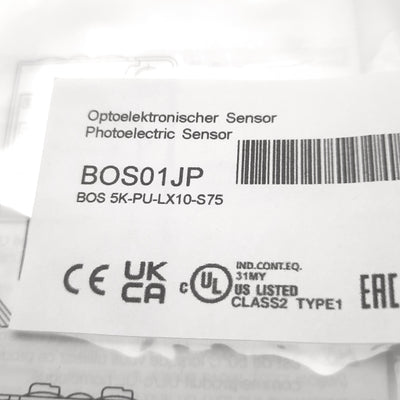 Optoelektronischer Sensor
Photoelectric Sensor
BOS01JP
BOS 5K-PU-LX10-S75
CE UK CA c UL US LISTED
IND.CONT.EQ.
31MY
CLASS2 TYPE1
EAC